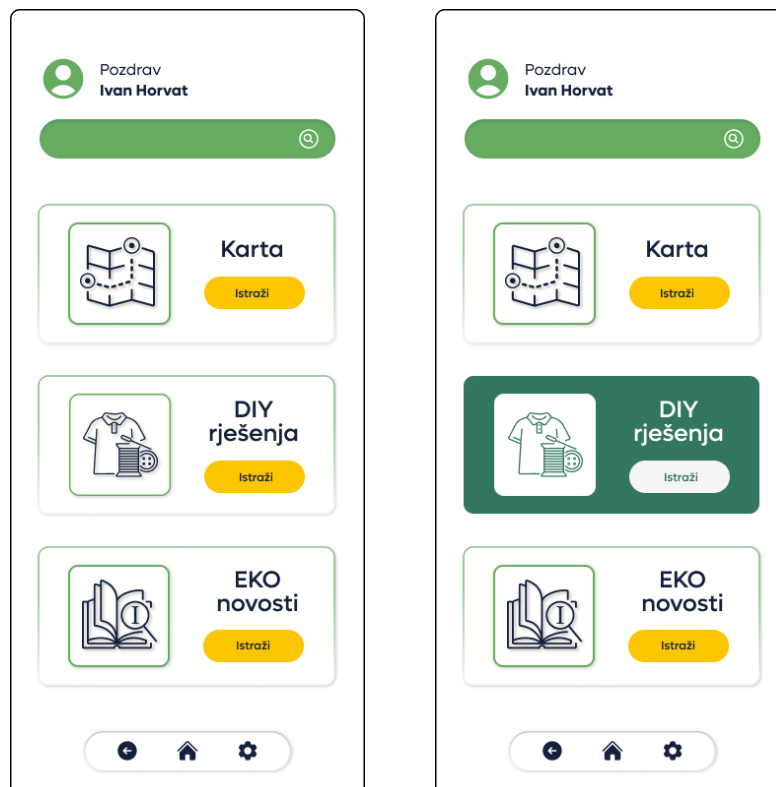 Pozdrav
Ivan Horvat
Karta
Istraži
DIY
rješenja
Istraži
EKO
novosti
I
Istraži
Pozdrav
Ivan Horvat
Karta
Istraži
DIY
rješenja
Istraži
EKO
novosti
I
Istraži